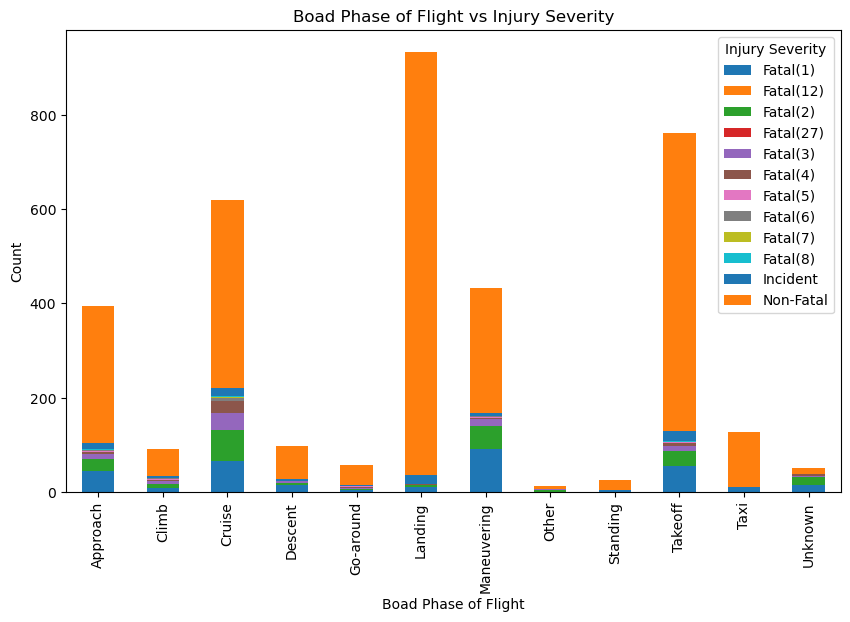 Boad Phase of Flight vs Injury Severity
Injury Severity
Fatal(1)
Fatal(12)
Fatal(2)
Fatal(27)
Fatal(3)
Fatal(4)
Fatal(5)
Fatal(6)
Fatal(7)
Fatal(8)
Incident
Non-Fatal
Count
800
600
400
200
0
Approach
Climb
Cruise
Descent
Go-around
Landing
Maneuvering
Other
Standing
Takeoff
Taxi
Unknown
Boad Phase of Flight